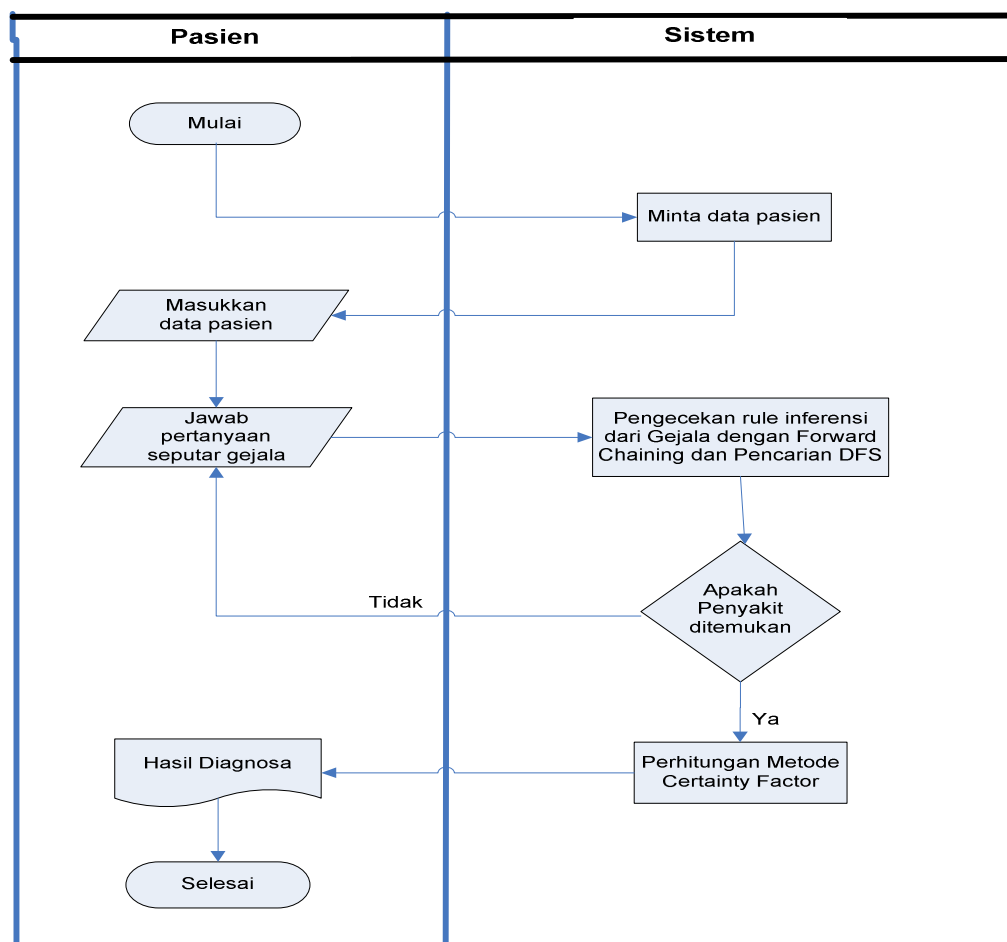 Pasien
Sistem
Mulai
Minta data pasien
Masukkan
data pasien
Jawab
pertanyaan
seputar gejala
Pengecekan rule inferensi
dari Gejala dengan Forward
Chaining dan Pencarian DFS
Apakah
Penyakit
ditemukan
Tidak
Ya
Perhitungan Metode
Certainty Factor
Hasil Diagnosa
Selesai